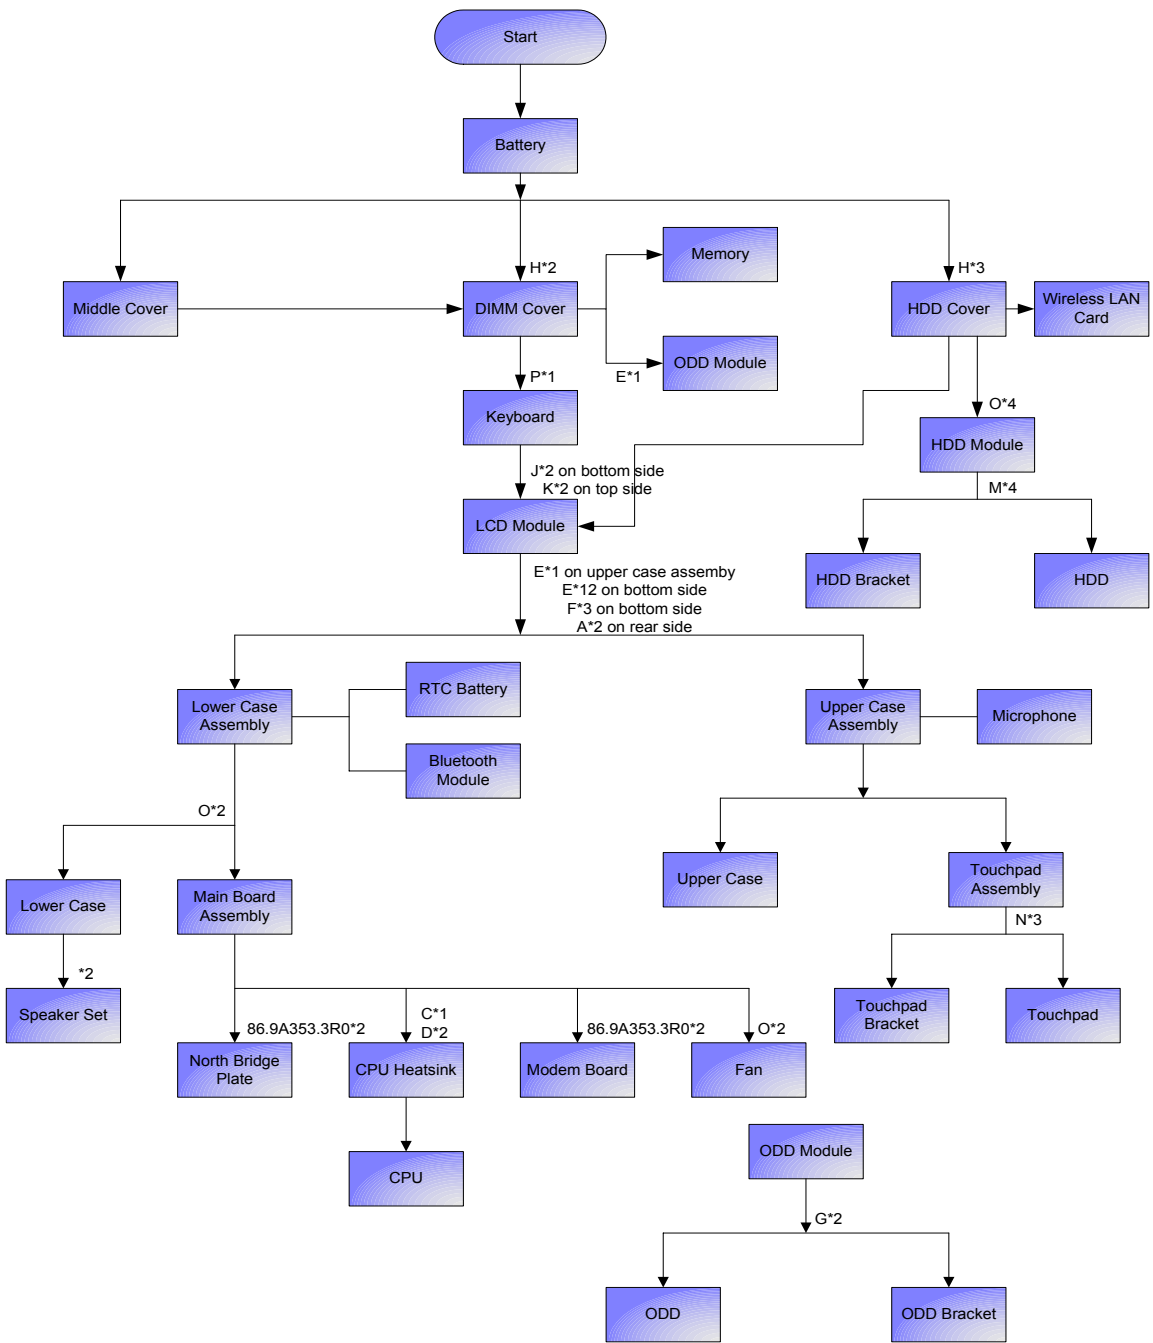 Start
Battery
H*2
H*3
Memory
Middle Cover
DIMM Cover
HDD Cover
Wireless LAN
Card
E*1
ODD Module
P*1
Keyboard
O*4
HDD Module
J*2 on bottom side
K*2 on top side
M*4
LCD Module
HDD Bracket
HDD
E*1 on upper case assemby
E*12 on bottom side
F*3 on bottom side
A*2 on rear side
Lower Case
Assembly
RTC Battery
Bluetooth
Module
Upper Case
Assembly
Microphone
O*2
Lower Case
Main Board
Assembly
Upper Case
Touchpad
Assembly
N*3
*2
Speaker Set
Touchpad
Bracket
Touchpad
86.9A353.3R0*2
C*1
D*2
86.9A353.3R0*2
O*2
North Bridge
Plate
CPU Heatsink
Modem Board
Fan
CPU
ODD Module
G*2
ODD
ODD Bracket